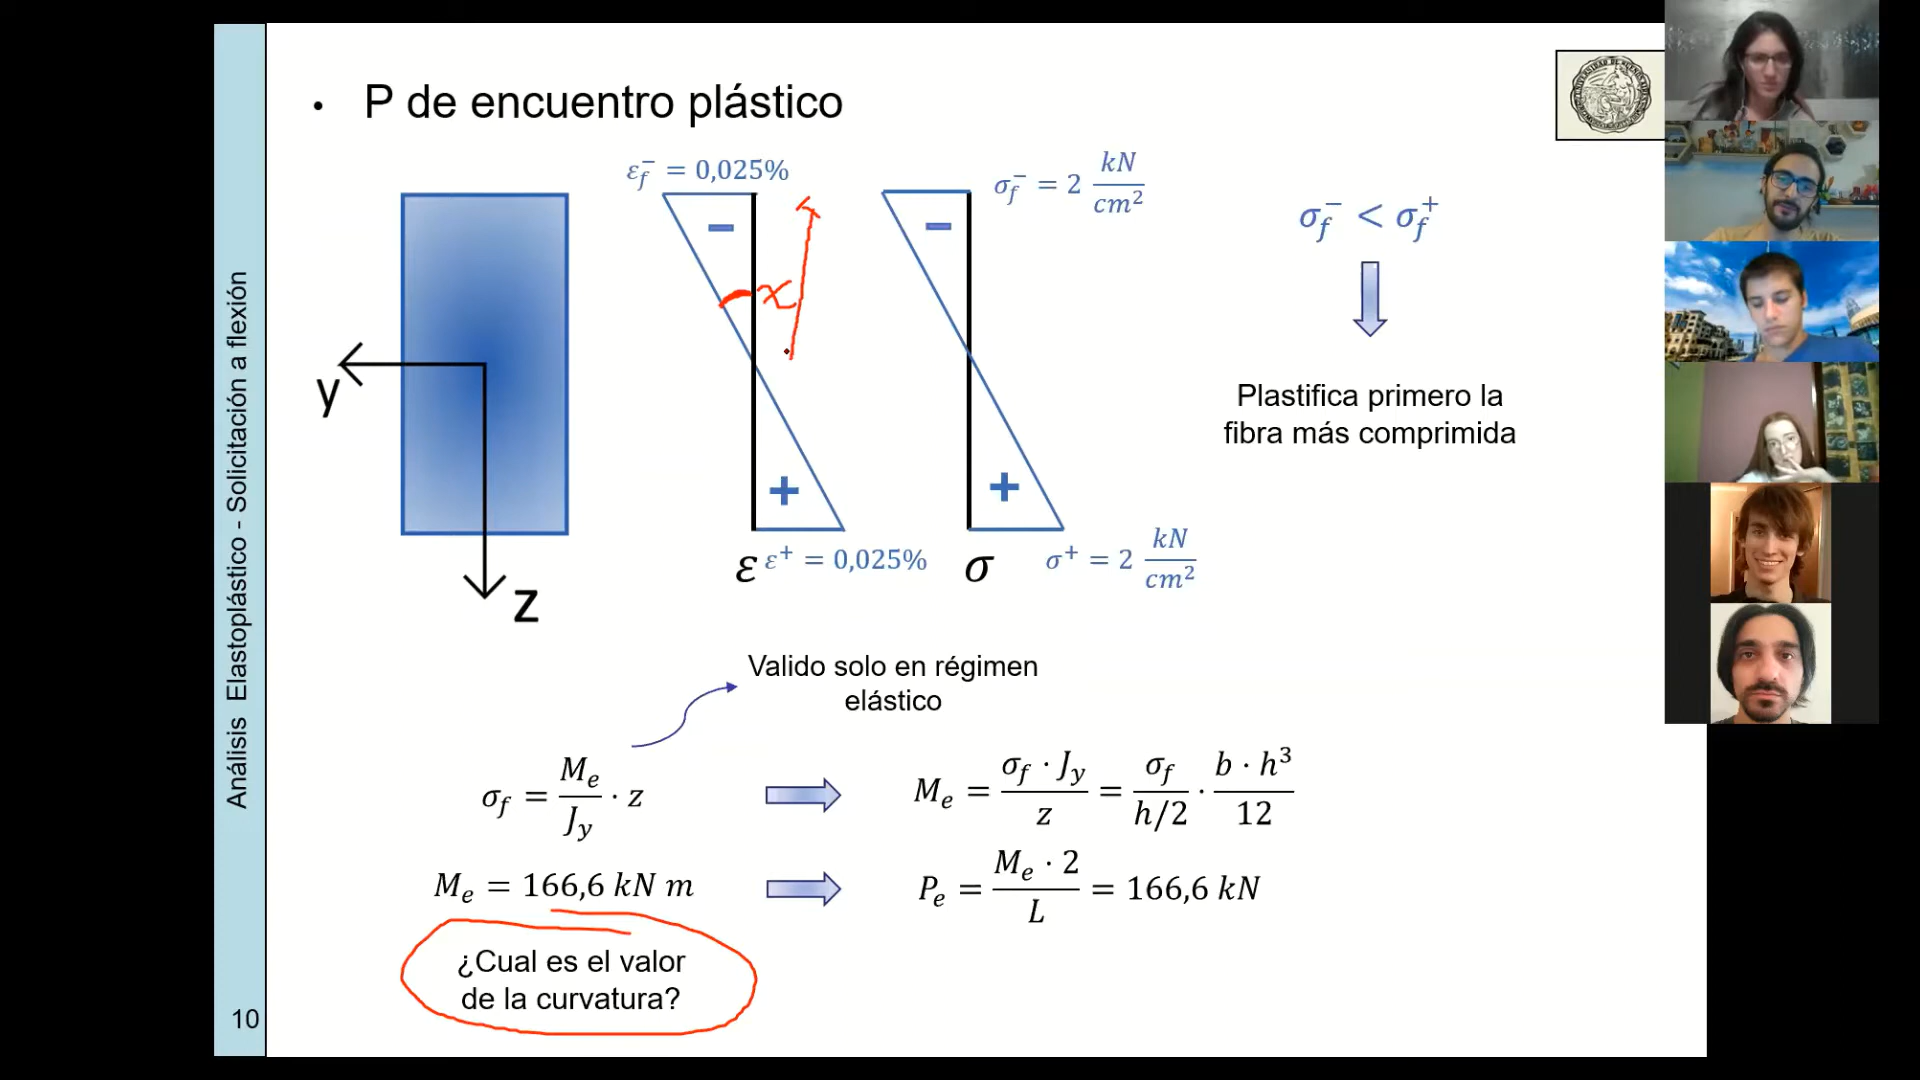 • P de encuentro plástico
ε_f^- = 0,025%
σ_f^- = 2 kN/cm²
σ_f^- < σ_f^+
χ
Plastifica primero la
fibra más comprimida
y
z
ε
ε^+ = 0,025%
σ
σ^+ = 2 kN/cm²
Valido solo en régimen
elástico
σ_f = M_e/J_y · z
M_e = σ_f · J_y / z = σ_f / h/2 · b · h³ / 12
M_e = 166,6 kN m
P_e = M_e · 2 / L = 166,6 kN
¿Cual es el valor
de la curvatura?
Análisis Elastoplástico - Solicitación a flexión
10